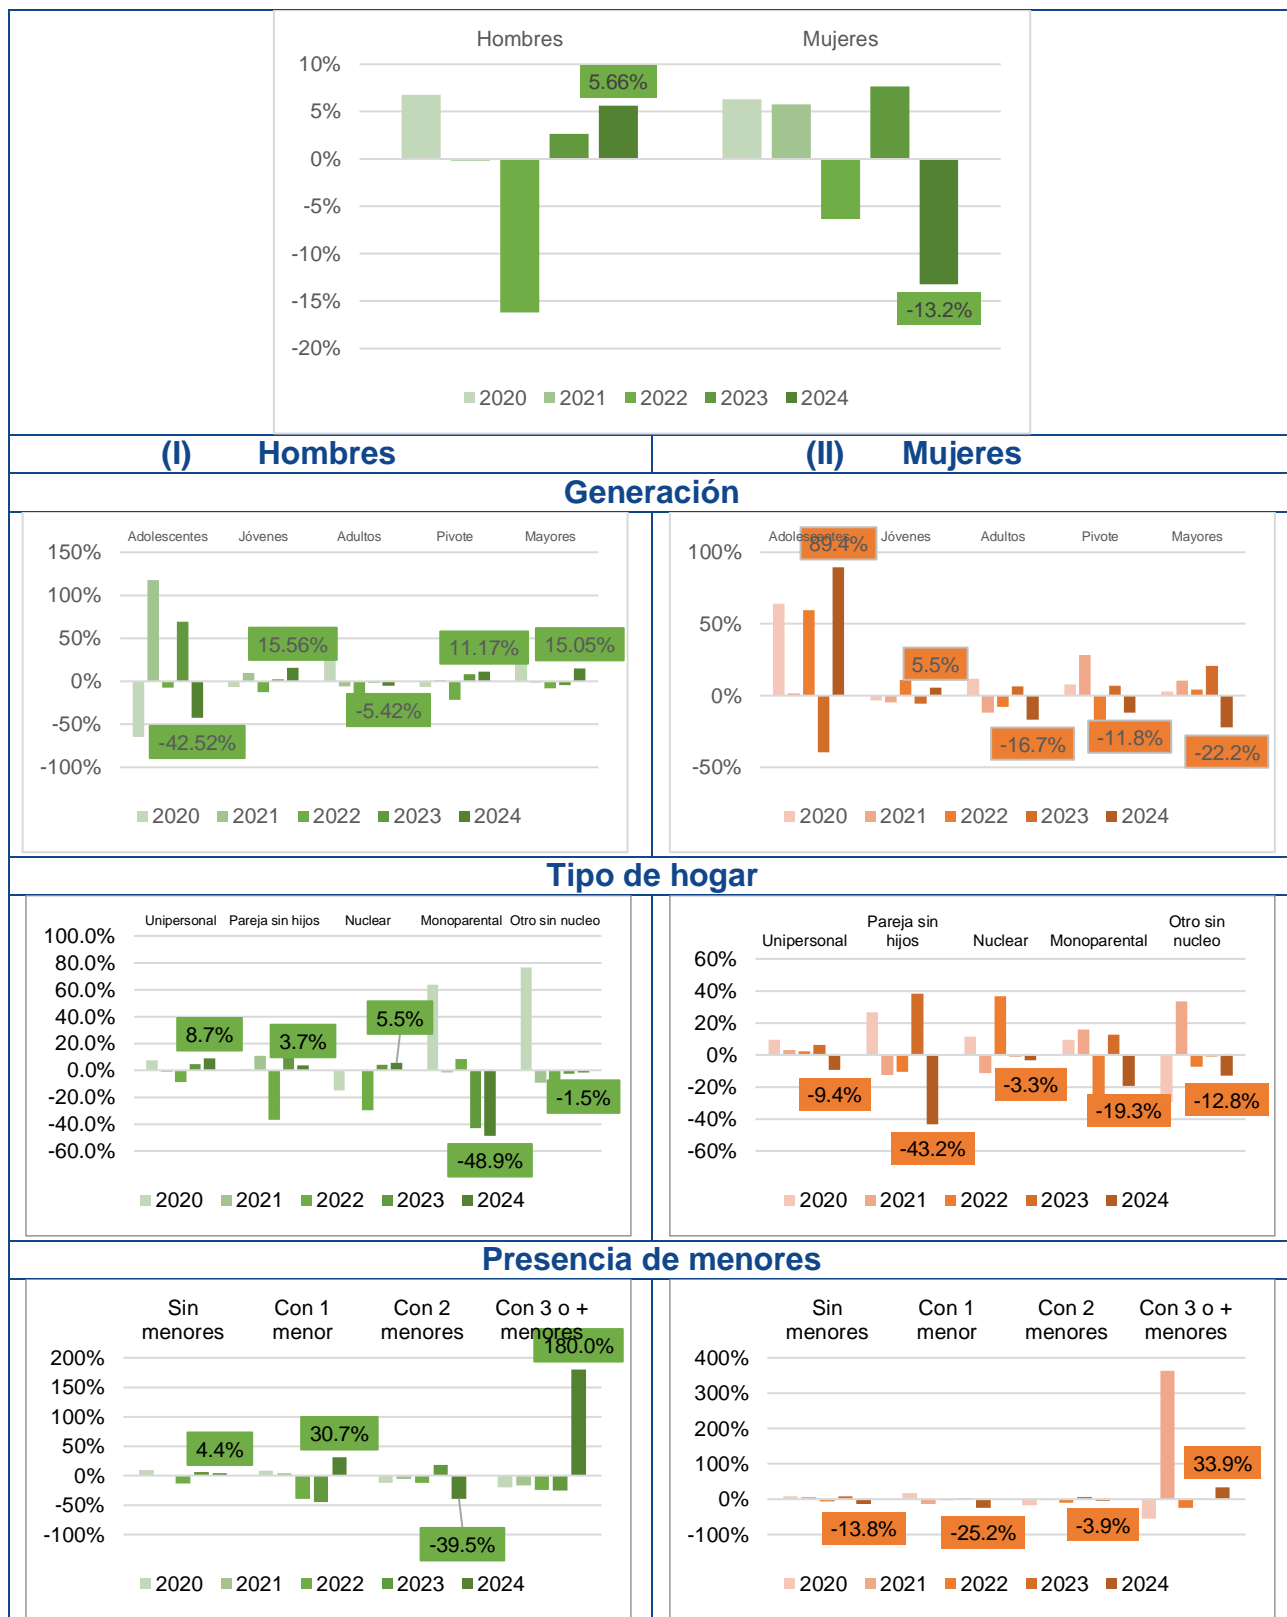 Hombres Mujeres
10%
5%
0%
-5%
-10%
-15%
-20%
5.66%
-13.2%
2020 2021 2022 2023 2024
(I) Hombres
(II) Mujeres
Generación
Adolescentes Jóvenes Adultos Pivote Mayores
150%
100%
50%
0%
-50%
-100%
-42.52%
15.56%
-5.42%
11.17%
15.05%
2020 2021 2022 2023 2024
Adolescentes Jóvenes Adultos Pivote Mayores
100%
50%
0%
-50%
89.4%
5.5%
-16.7%
-11.8%
-22.2%
2020 2021 2022 2023 2024
Tipo de hogar
Unipersonal Pareja sin hijos Nuclear Monoparental Otro sin nucleo
100.0%
80.0%
60.0%
40.0%
20.0%
0.0%
-20.0%
-40.0%
-60.0%
8.7%
3.7%
5.5%
-48.9%
-1.5%
2020 2021 2022 2023 2024
Unipersonal
Pareja sin
hijos
Nuclear
Monoparental
Otro sin
nucleo
60%
40%
20%
0%
-20%
-40%
-60%
-9.4%
-43.2%
-3.3%
-19.3%
-12.8%
2020 2021 2022 2023 2024
Presencia de menores
Sin
menores
Con 1
menor
Con 2
menores
Con 3 o +
menores
200%
150%
100%
50%
0%
-50%
-100%
4.4%
30.7%
-39.5%
180.0%
2020 2021 2022 2023 2024
Sin
menores
Con 1
menor
Con 2
menores
Con 3 o +
menores
400%
300%
200%
100%
0%
-100%
-13.8%
-25.2%
-3.9%
33.9%
2020 2021 2022 2023 2024